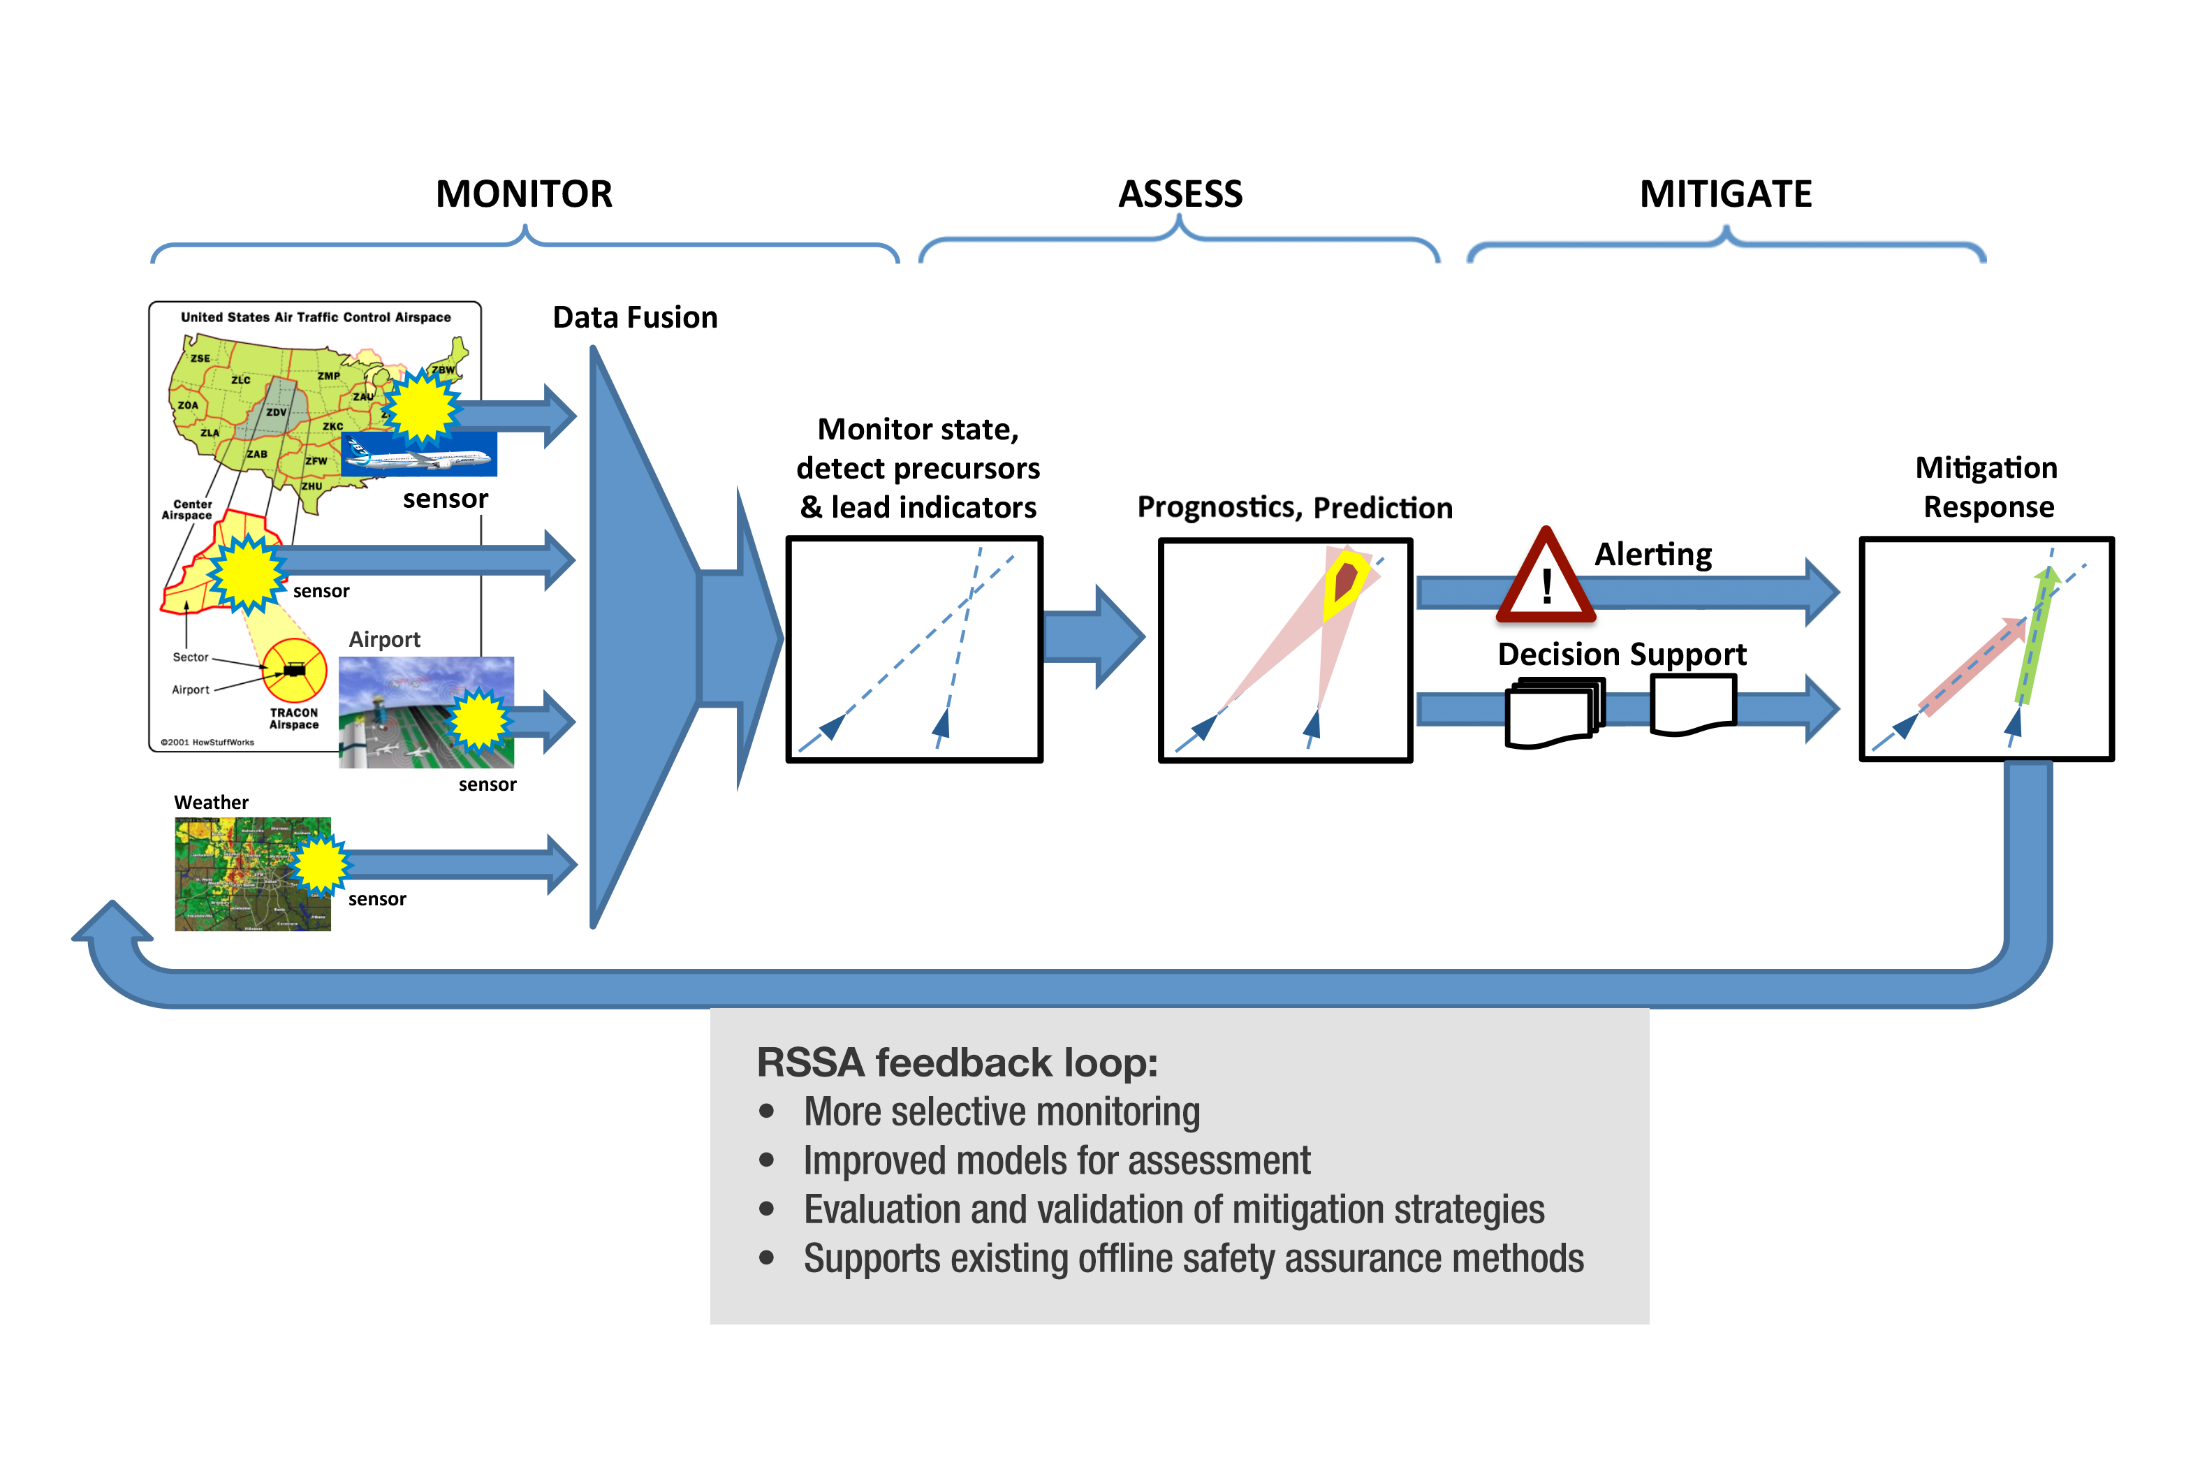 MONITOR
ASSESS
MITIGATE
United States Air Traffic Control Airspace
Data Fusion
ZSE
ZLC
ZMP
ZBW
ZAU
ZOA
ZDV
ZLA
ZKC
ZAB
ZFW
ZHU
787
sensor
Center
Airspace
sensor
Sector
Airport
TRACON
Airspace
©2001 HowStuffWorks
Airport
sensor
Weather
sensor
Monitor state,
detect precursors
& lead indicators
Prognostics, Prediction
!
Alerting
Decision Support
Mitigation
Response
RSSA feedback loop:
• More selective monitoring
• Improved models for assessment
• Evaluation and validation of mitigation strategies
• Supports existing offline safety assurance methods